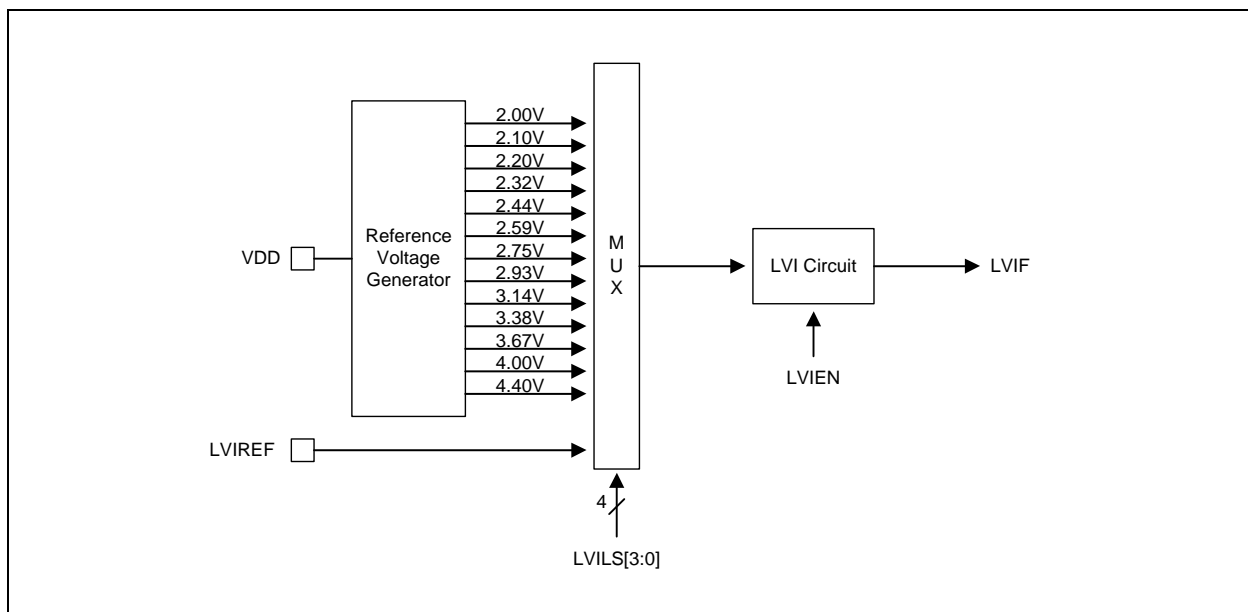 2.00V
2.10V
2.20V
2.32V
2.44V
2.59V
2.75V
2.93V
3.14V
3.38V
3.67V
4.00V
4.40V
VDD
Reference
Voltage
Generator
M
U
X
LVI Circuit
LVIF
LVIEN
LVIREF
4
LVILS[3:0]